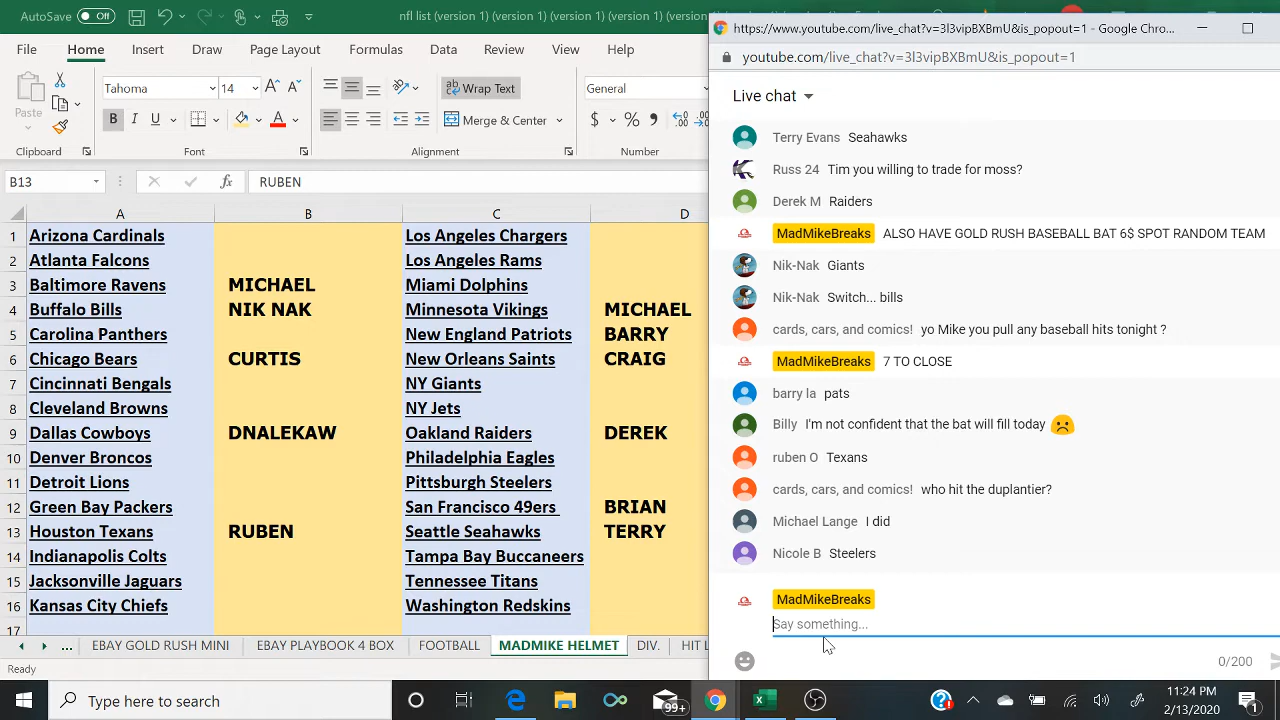 AutoSave Off nfl list (version 1) (version 1) (version 1) (version 1) (version 1)
File Home Insert Draw Page Layout Formulas Data Review View Help
Paste Tahoma 14 A A ab Wrap Text General
B I U A Merge & Center $ % 9 .00
Clipboard Font Alignment Number
B13 fx RUBEN
A B C D
1 Arizona Cardinals Los Angeles Chargers
2 Atlanta Falcons Los Angeles Rams
3 Baltimore Ravens MICHAEL Miami Dolphins
4 Buffalo Bills NIK NAK Minnesota Vikings MICHAEL
5 Carolina Panthers New England Patriots BARRY
6 Chicago Bears CURTIS New Orleans Saints CRAIG
7 Cincinnati Bengals NY Giants
8 Cleveland Browns NY Jets
9 Dallas Cowboys DNALEKAW Oakland Raiders DEREK
10 Denver Broncos Philadelphia Eagles
11 Detroit Lions Pittsburgh Steelers
12 Green Bay Packers San Francisco 49ers BRIAN
13 Houston Texans RUBEN Seattle Seahawks TERRY
14 Indianapolis Colts Tampa Bay Buccaneers
15 Jacksonville Jaguars Tennessee Titans
16 Kansas City Chiefs Washington Redskins
17
... EBAY GOLD RUSH MINI EBAY PLAYBOOK 4 BOX FOOTBALL MADMIKE HELMET DIV. HIT L
Ready
https://www.youtube.com/live_chat?v=3l3vipBXBmU&is_popout=1 - Google Chro...
youtube.com/live_chat?v=3l3vipBXBmU&is_popout=1
Live chat
Terry Evans Seahawks
Russ 24 Tim you willing to trade for moss?
Derek M Raiders
MadMikeBreaks ALSO HAVE GOLD RUSH BASEBALL BAT 6$ SPOT RANDOM TEAM
Nik-Nak Giants
Nik-Nak Switch... bills
cards, cars, and comics! yo Mike you pull any baseball hits tonight ?
MadMikeBreaks 7 TO CLOSE
barry la pats
Billy I'm not confident that the bat will fill today
ruben O Texans
cards, cars, and comics! who hit the duplantier?
Michael Lange I did
Nicole B Steelers
MadMikeBreaks
Say something...
0/200
Type here to search
99+
11:24 PM
2/13/2020
1